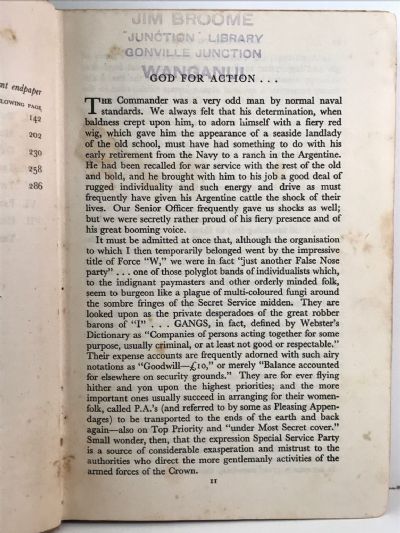 JIM BROOME
"JUNCTION" LIBRARY
GONVILLE JUNCTION
WANGANUI
nt endpaper
LLOWING PAGE
142
202
230
258
286
GOD FOR ACTION . . .
THE Commander was a very odd man by normal naval
standards. We always felt that his determination, when
baldness crept upon him, to adorn himself with a fiery red
wig, which gave him the appearance of a seaside landlady
of the old school, must have had something to do with his
early retirement from the Navy to a ranch in the Argentine.
He had been recalled for war service with the rest of the old
and bold, and he brought with him to his job a good deal of
rugged individuality and such energy and drive as must
frequently have given his Argentine cattle the shock of their
lives. Our Senior Officer frequently gave us shocks as well;
but we were secretly rather proud of his fiery presence and of
his great booming voice.
It must be admitted at once that, although the organisation
to which I then temporarily belonged went by the impressive
title of Force "W," we were in fact "just another False Nose
party" . . . one of those polyglot bands of individualists which,
to the indignant paymasters and other orderly minded folk,
seem to burgeon like a plague of multi-coloured fungi around
the sombre fringes of the Secret Service midden. They are
looked upon as the private desperadoes of the great robber
barons of "I" . . . GANGS, in fact, defined by Webster's
Dictionary as "Companies of persons acting together for some
purpose, usually criminal, or at least not good or respectable."
Their expense accounts are frequently adorned with such airy
notations as "Goodwill—£10," or merely "Balance accounted
for elsewhere on security grounds." They are for ever flying
hither and yon upon the highest priorities; and the more
important ones usually succeed in arranging for their women-
folk, called P.A.'s (and referred to by some as Pleasing Appen-
dages) to be transported to the ends of the earth and back
again—also on Top Priority and "under Most Secret cover."
Small wonder, then, that the expression Special Service Party
is a source of considerable exasperation and mistrust to the
authorities who direct the more gentlemanly activities of the
armed forces of the Crown.
11